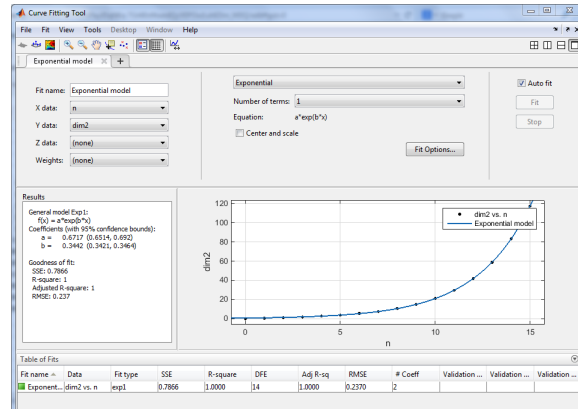 Curve Fitting Tool
File Fit View Tools Desktop Window Help
Exponential model
Fit name: Exponential model
X data: n
Y data: dim2
Z data: (none)
Weights: (none)
Exponential
Number of terms: 1
Equation: a*exp(b*x)
Center and scale
Fit Options...
Auto fit
Fit
Stop
Results
General model Exp1:
f(x) = a*exp(b*x)
Coefficients (with 95% confidence bounds):
a = 0.6717 (0.6514, 0.692)
b = 0.3442 (0.3421, 0.3464)
Goodness of fit:
SSE: 0.7866
R-square: 1
Adjusted R-square: 1
RMSE: 0.237
120
100
80
60
40
20
0
dim2
0 5 10 15
n
dim2 vs. n
Exponential model
Table of Fits
Fit name Data Fit type SSE R-square DFE Adj R-sq RMSE # Coeff Validation ... Validation ... Validation ...
Exponent... dim2 vs. n exp1 0.7866 1.0000 14 1.0000 0.2370 2